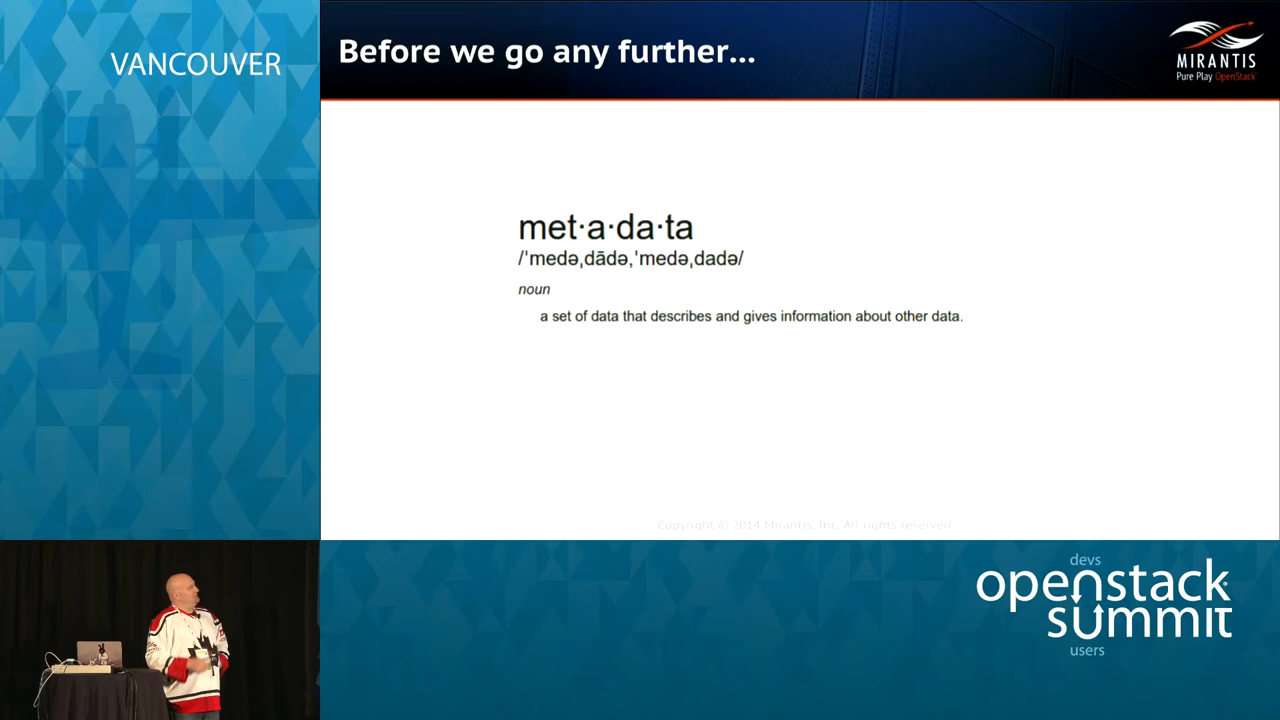 VANCOUVER
Before we go any further...
MIRANTIS
Pure Play OpenStack
met·a·da·ta
/ˈmedəˌdādə,ˈmedəˌdadə/
noun
a set of data that describes and gives information about other data.
Copyright © 2014 Mirantis, Inc. All rights reserved
devs
openstack
summit
users